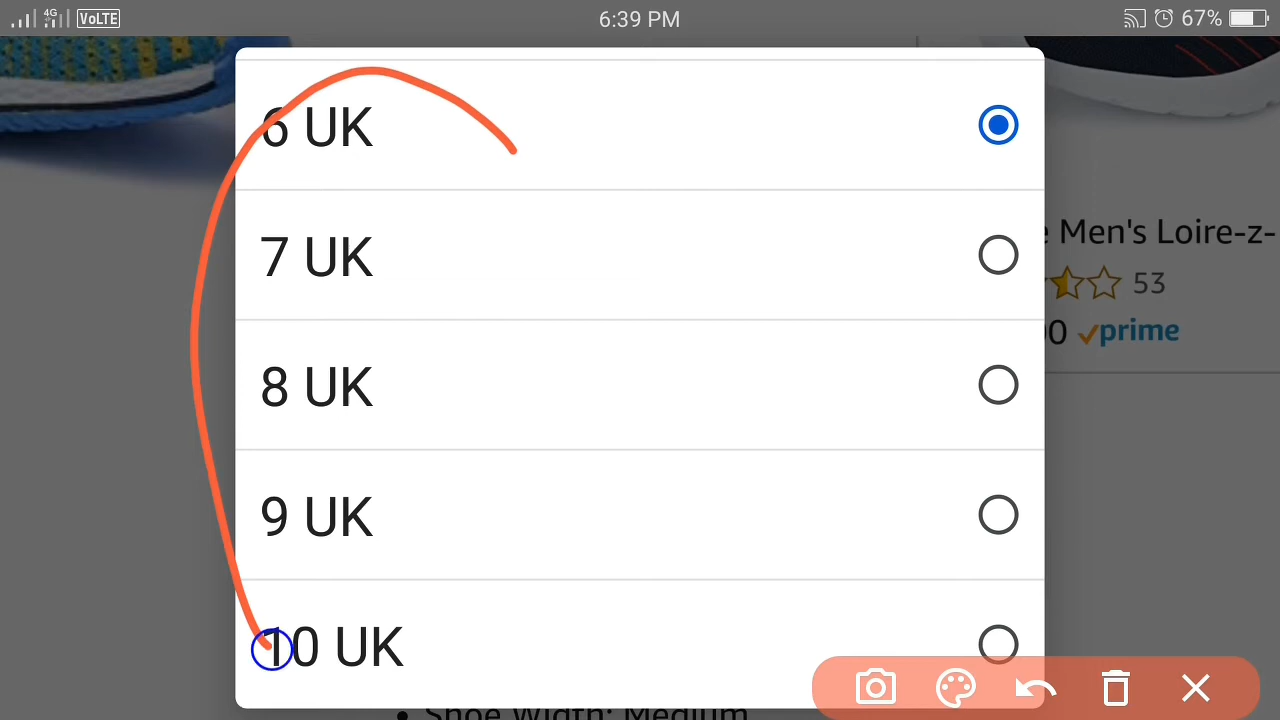 4G VoLTE 6:39 PM 67%
6 UK
7 UK
Men's Loire-z-
8 UK
53
prime
9 UK
10 UK
Shoe Width: Medium